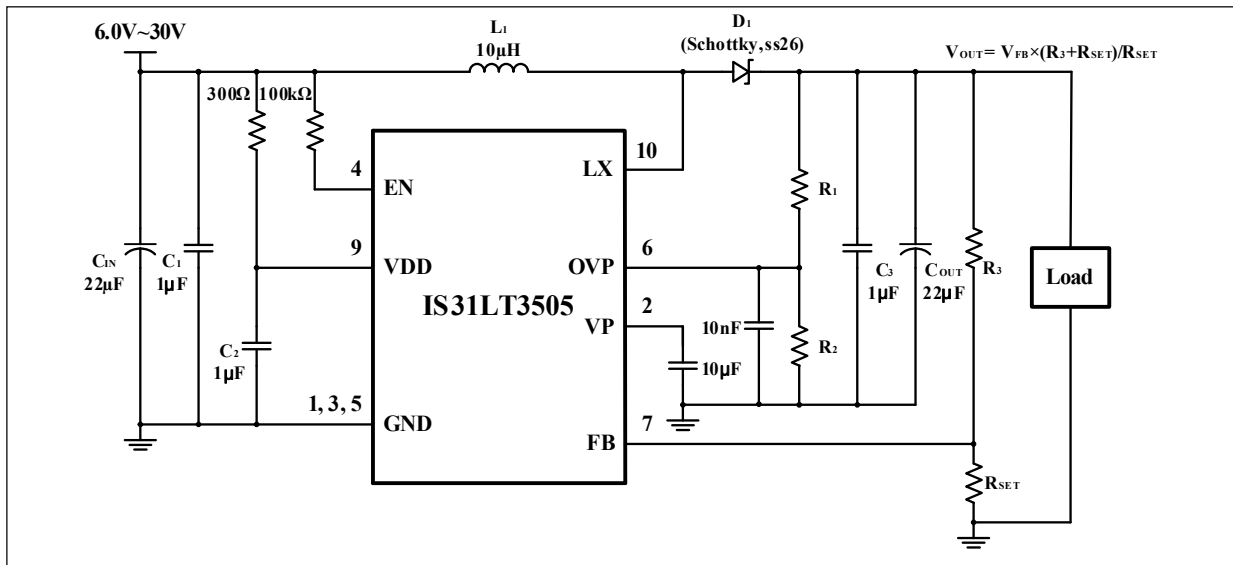 6.0V~30V
L1
10μH
D1
(Schottky,ss26)
VOUT= VFB×(R3+RSET)/RSET
300Ω 100kΩ
4
EN
10
LX
R1
9
VDD
6
OVP
CIN
22μF
C1
1μF
C3
1μF
COUT
22μF
R3
Load
IS31LT3505
2
VP
10nF
R2
C2
1μF
10μF
1, 3, 5
GND
7
FB
RSET